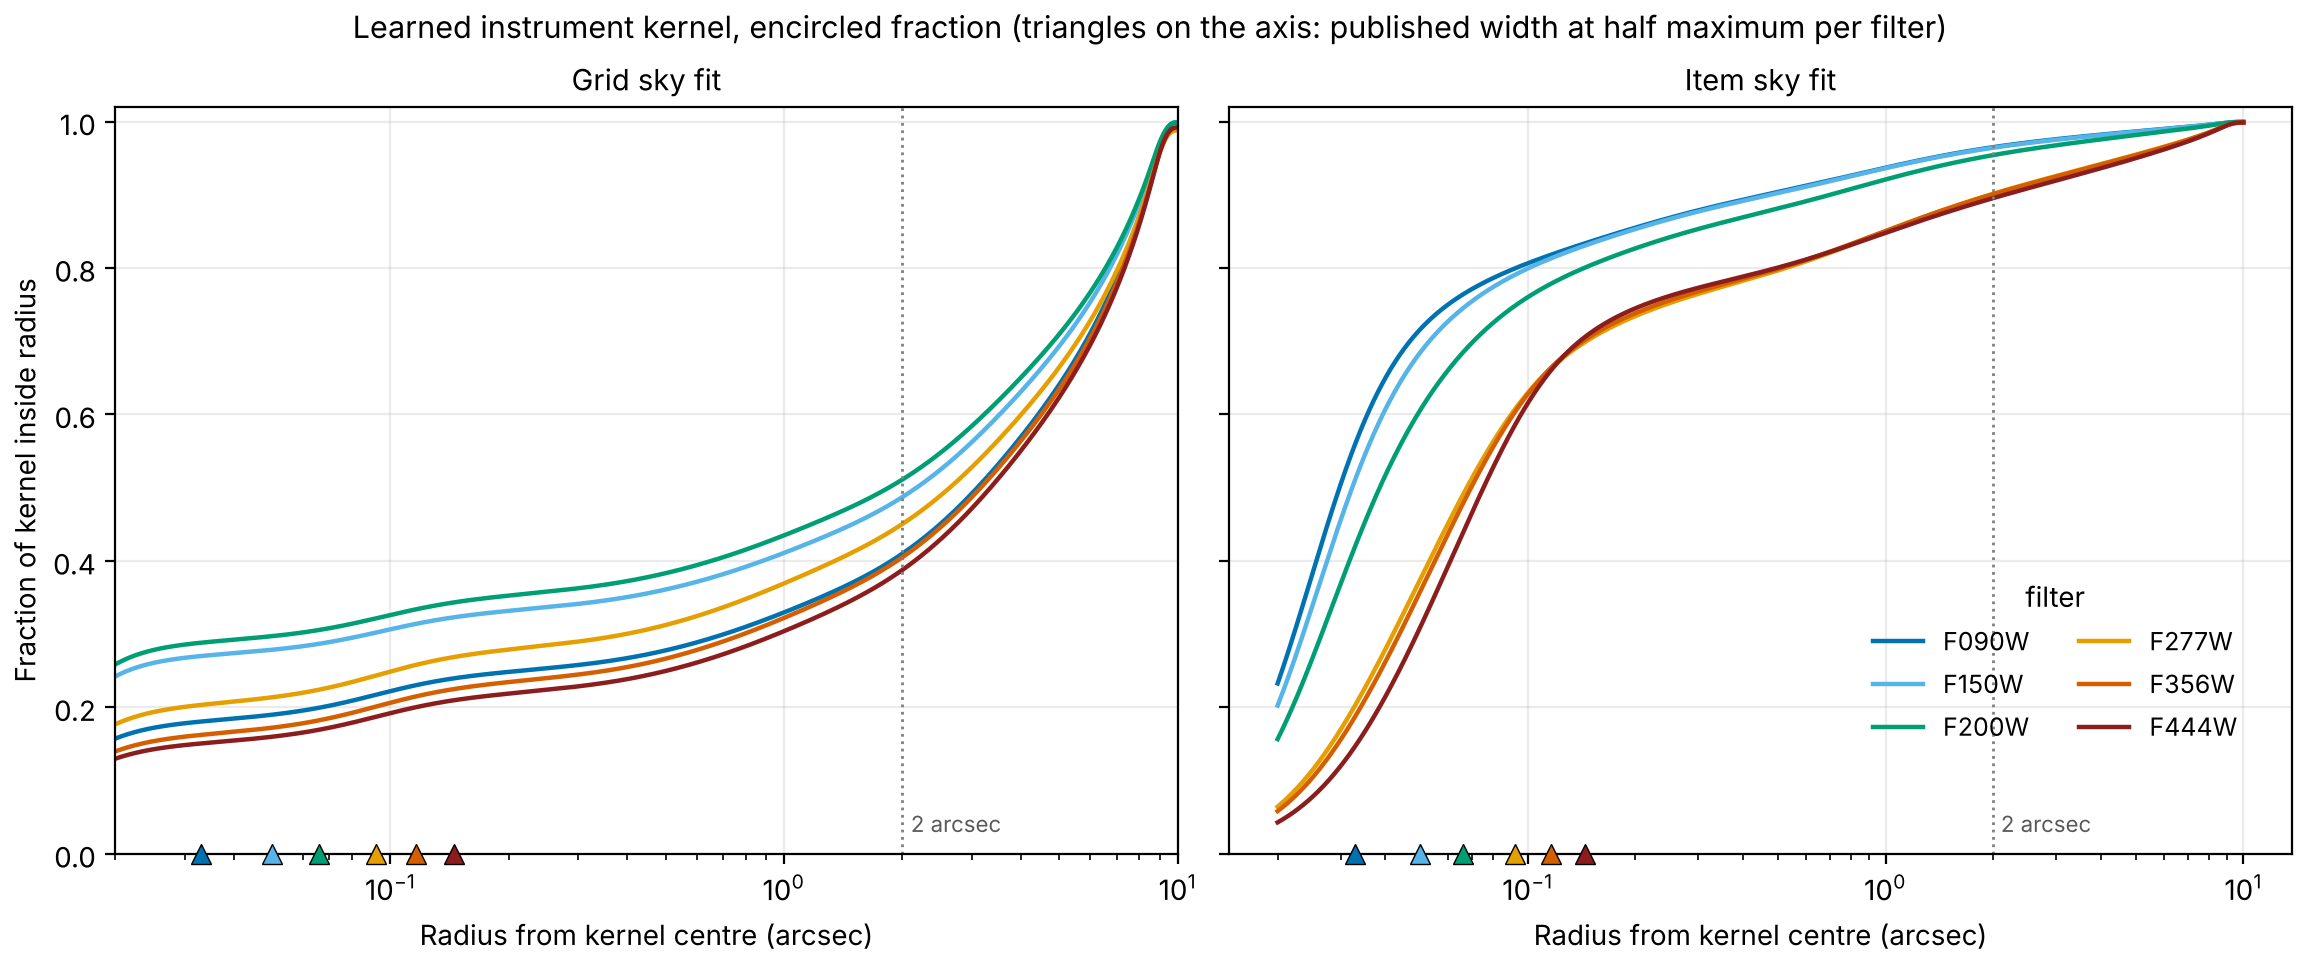 Learned instrument kernel, encircled fraction (triangles on the axis: published width at half maximum per filter)
Grid sky fit
Item sky fit
Fraction of kernel inside radius
1.0
0.8
0.6
0.4
0.2
0.0
2 arcsec
10⁻¹
10⁰
10¹
Radius from kernel centre (arcsec)
filter
F090W
F150W
F200W
F277W
F356W
F444W
2 arcsec
10⁻¹
10⁰
10¹
Radius from kernel centre (arcsec)